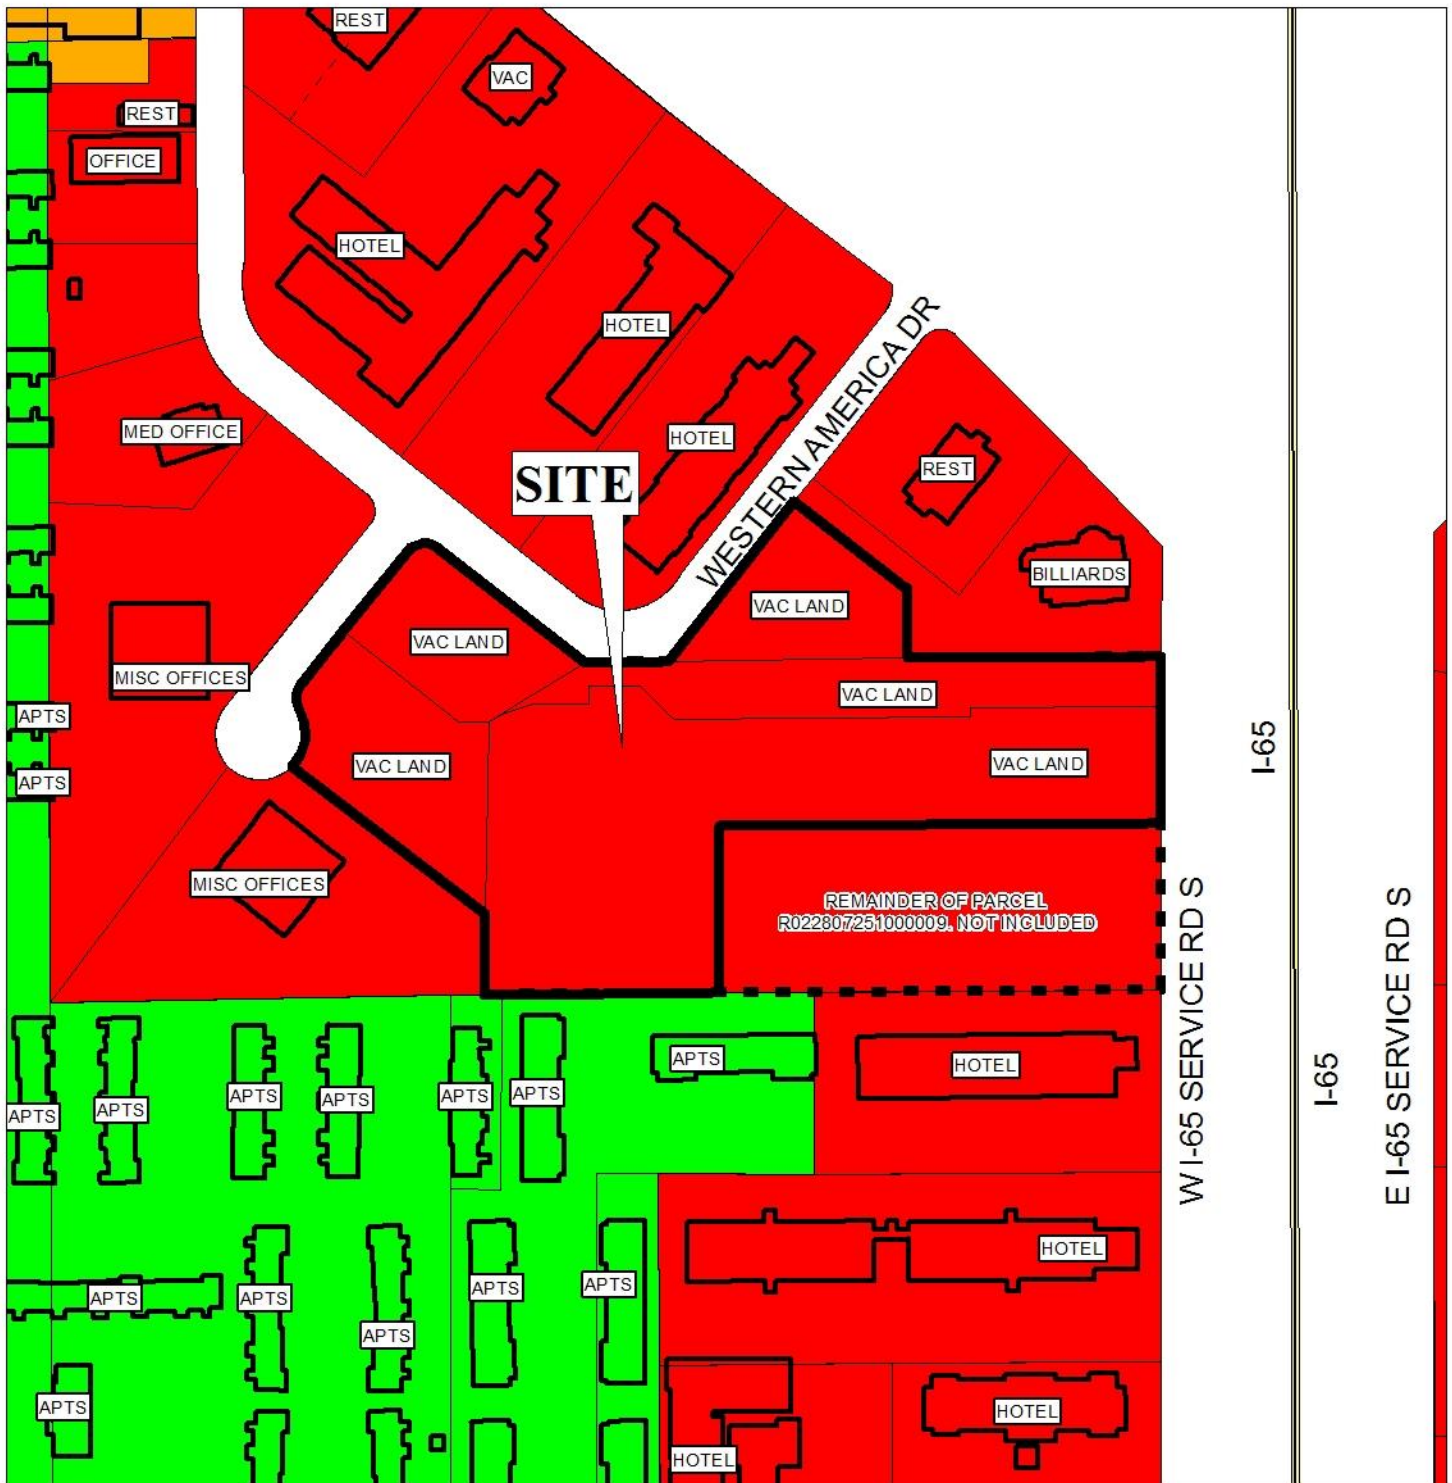 REST
VAC
REST
OFFICE
HOTEL
HOTEL
WESTERN AMERICA DR
MED OFFICE
HOTEL
REST
SITE
BILLIARDS
VAC LAND
VAC LAND
MISC OFFICES
VAC LAND
APTS
I-65
VAC LAND
VAC LAND
APTS
MISC OFFICES
REMAINDER OF PARCEL
R022807251000009. NOT INCLUDED
W I-65 SERVICE RD S
E I-65 SERVICE RD S
I-65
APTS
HOTEL
APTS
APTS
APTS
APTS
APTS
APTS
APTS
HOTEL
APTS
APTS
APTS
APTS
APTS
APTS
HOTEL
HOTEL